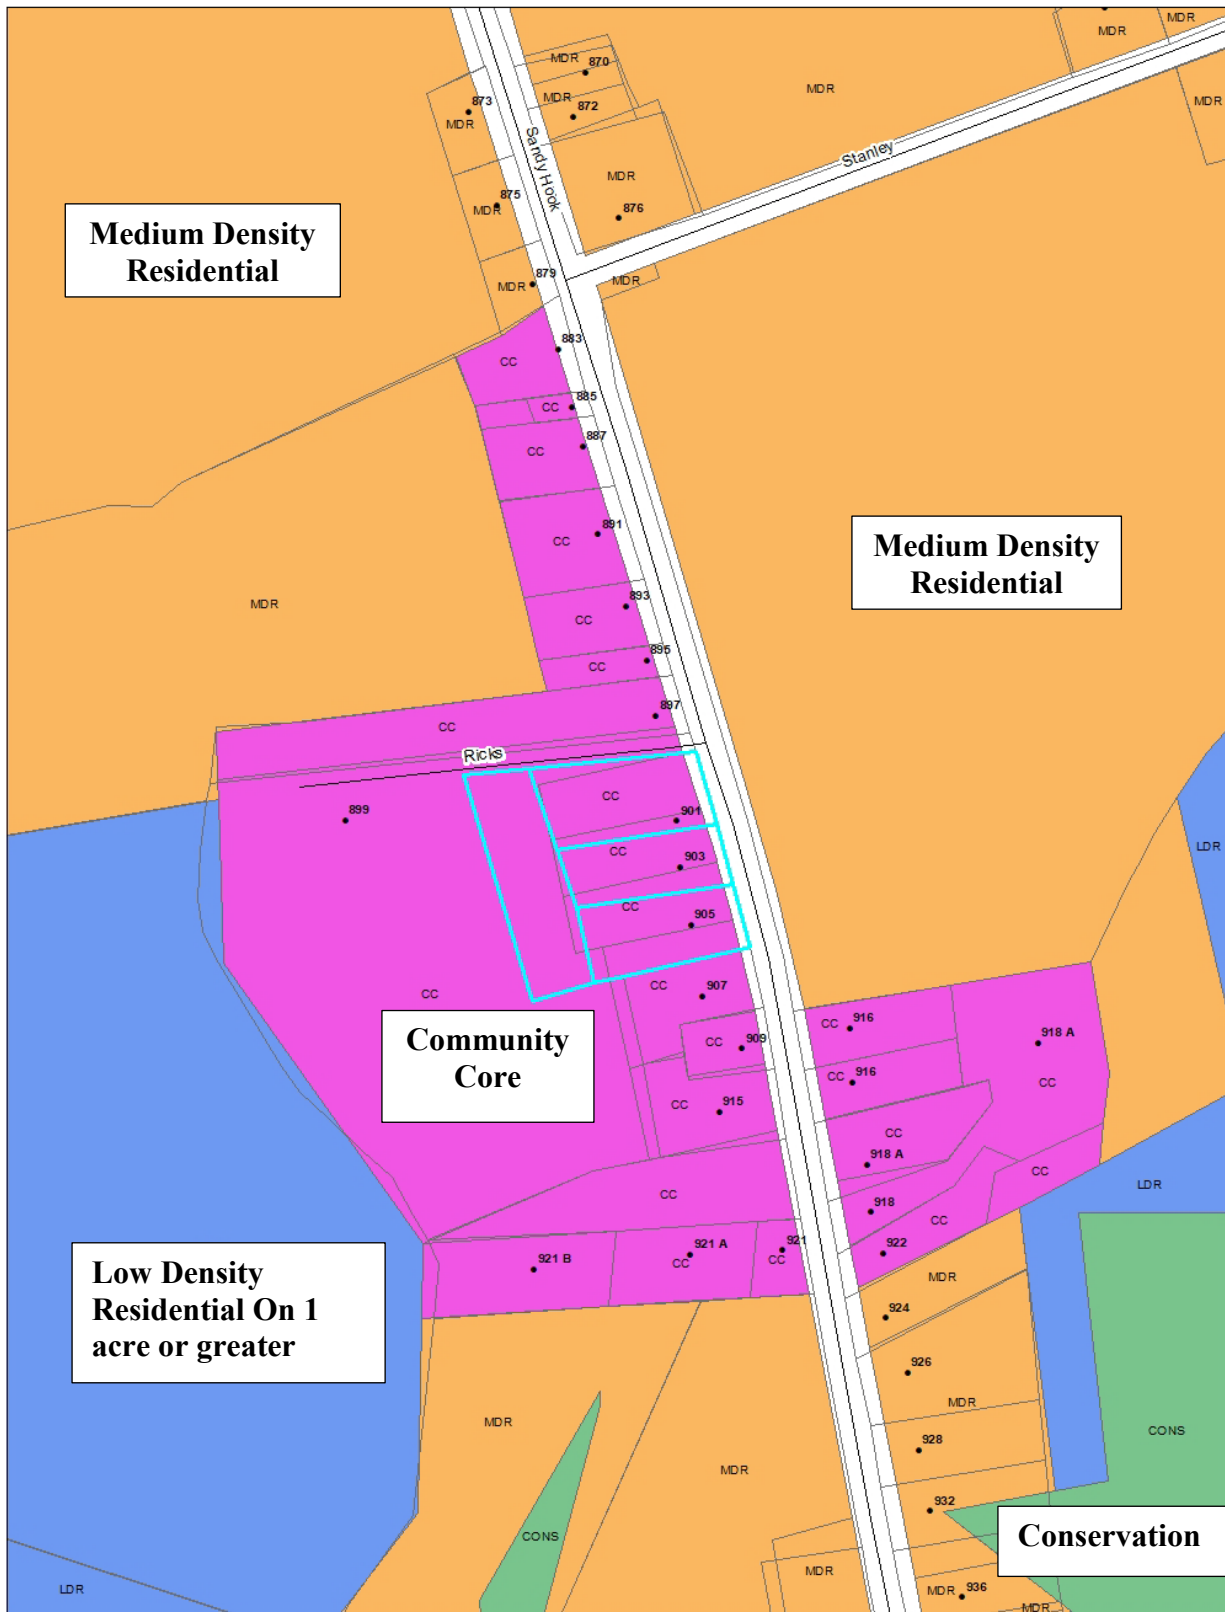 MDR
MDR
MDR
870
MDR
873
MDR
872
MDR
MDR
MDR
Sandy Hook
Stanley
MDR
876
875
MDR
Medium Density
Residential
879
MDR
MDR
883
CC
885
CC
887
CC
891
CC
Medium Density
Residential
MDR
893
CC
895
CC
897
CC
Ricks
CC
899
901
CC
903
LDR
CC
905
CC
907
CC
Community
Core
CC
916
909
CC
918 A
CC
916
CC
CC
915
CC
918 A
CC
LDR
CC
918
CC
921
CC
922
921 A
CC
921 B
Low Density
Residential On 1
acre or greater
MDR
924
926
MDR
MDR
928
CONS
MDR
932
CONS
Conservation
MDR
LDR
MDR
936
MDR